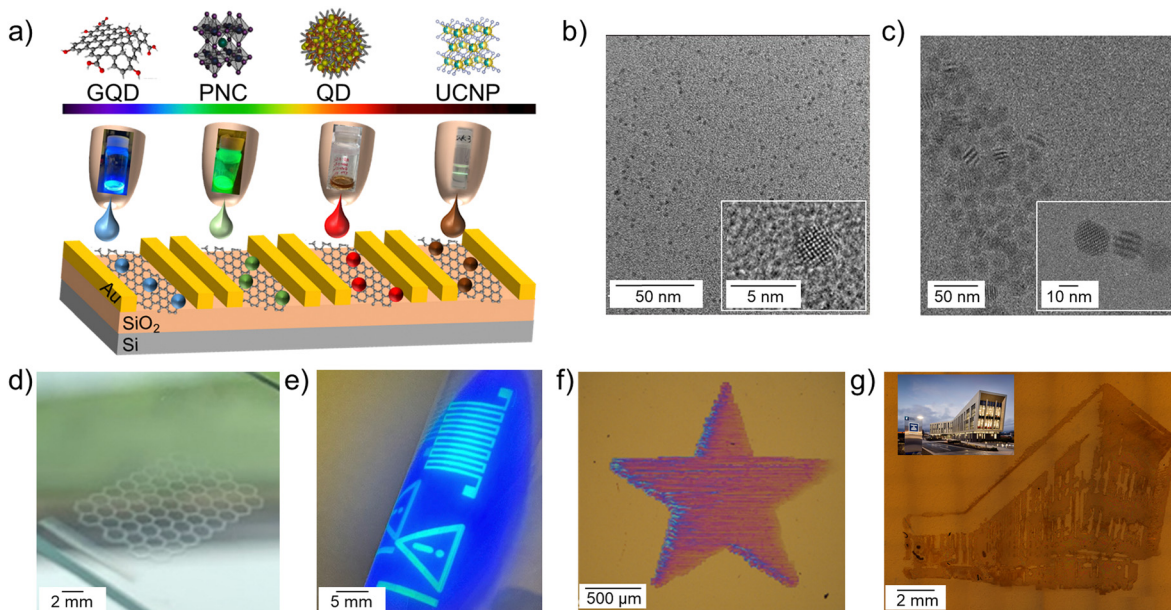 a)
GQD PNC QD UCNP
Au
SiO₂
Si
b)
50 nm
5 nm
c)
50 nm
10 nm
d)
2 mm
e)
5 mm
f)
500 µm
g)
2 mm